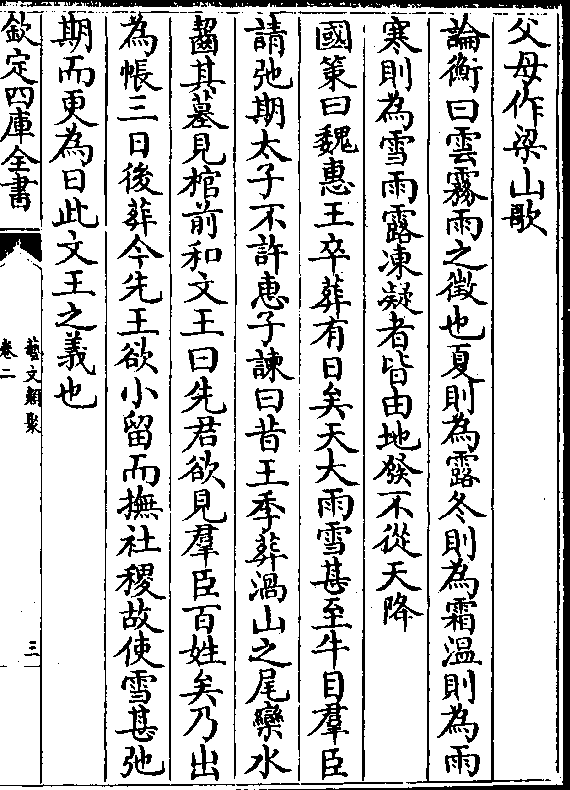 父母作梁山歌
論衡曰雲霧雨之徵也夏則為露冬則為霜温則為雨
寒則為雪雨露凍凝者皆由地發不從天降
國策曰魏惠王卒葬有日矣天大雨雪甚至牛目羣臣
請弛期太子不許惠子諫曰昔王季葬渦山之尾欒水
齧其墓見棺前和文王曰先君欲見羣臣百姓矣乃出
為帳三日後葬今先王欲小留而撫社稷故使雪甚弛
期而更為日此文王之義也
欽定四庫全書
藝文類聚
卷二
三